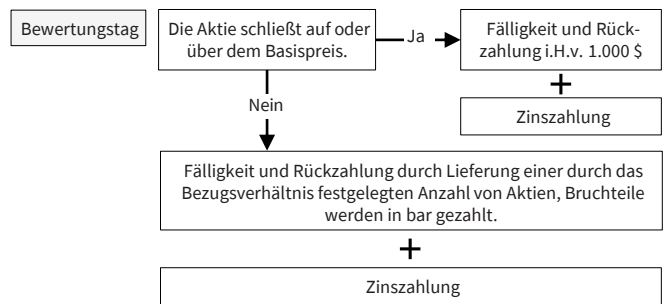 Bewertungstag
Die Aktie schließt auf oder
über dem Basispreis.
Ja
Fälligkeit und Rück-
zahlung i.H.v. 1.000 $
+
Zinszahlung
Nein
Fälligkeit und Rückzahlung durch Lieferung einer durch das
Bezugsverhältnis festgelegten Anzahl von Aktien, Bruchteile
werden in bar gezahlt.
+
Zinszahlung